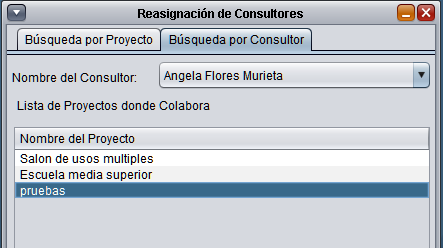 Reasignación de Consultores
Búsqueda por Proyecto
Búsqueda por Consultor
Nombre del Consultor:
Angela Flores Murieta
Lista de Proyectos donde Colabora
Nombre del Proyecto
Salon de usos multiples
Escuela media superior
pruebas